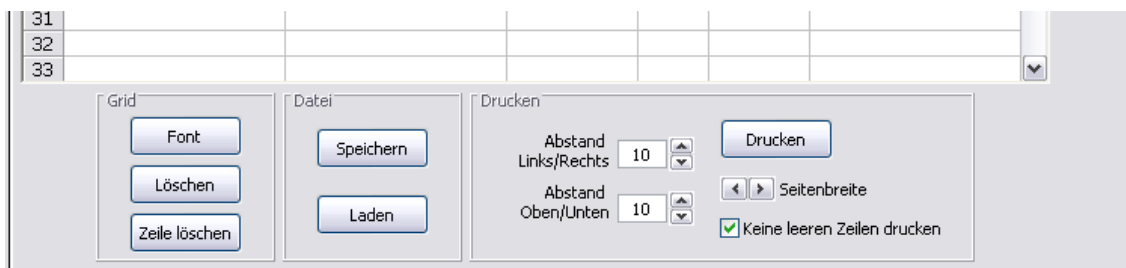 31
32
33
Grid
Font
Löschen
Zeile löschen
Datei
Speichern
Laden
Drucken
Abstand
Links/Rechts 10
Abstand
Oben/Unten 10
Drucken
Seitenbreite
Keine leeren Zeilen drucken